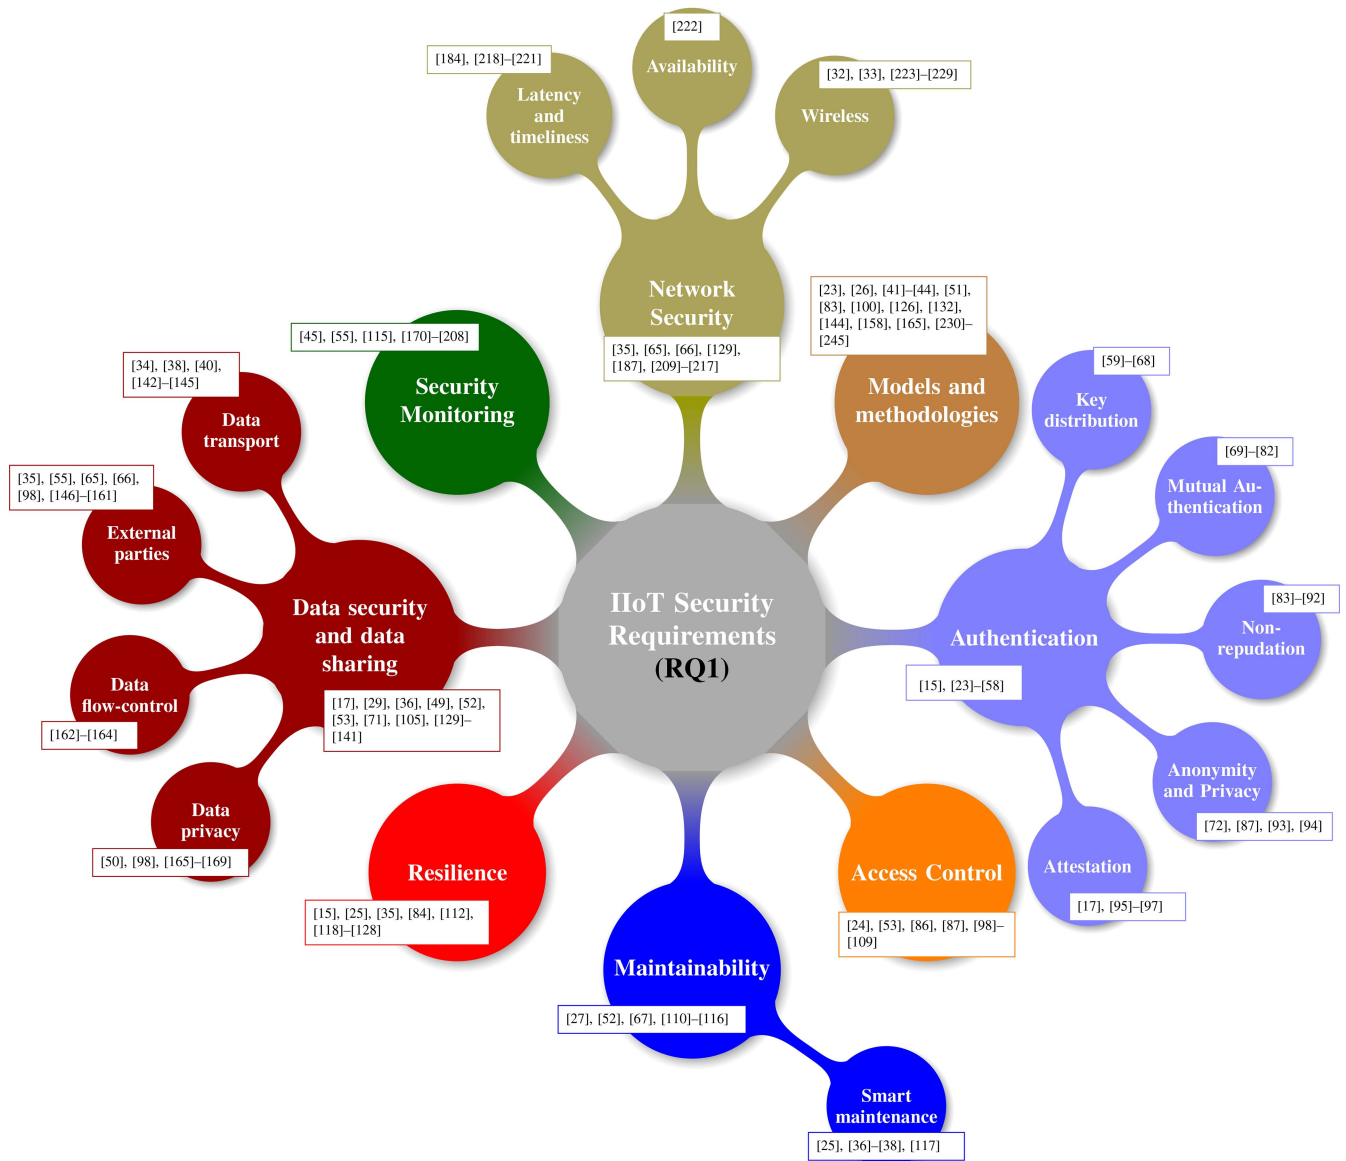 [222]
Availability
[184], [218]–[221]
Latency
and
timeliness
[32], [33], [223]–[229]
Wireless
Network
Security
[35], [65], [66], [129],
[187], [209]–[217]
[23], [26], [41]–[44], [51],
[83], [100], [126], [132],
[144], [158], [165], [230]–
[245]
Models and
methodologies
[45], [55], [115], [170]–[208]
Security
Monitoring
[34], [38], [40],
[142]–[145]
Data
transport
[35], [55], [65], [66],
[98], [146]–[161]
External
parties
Data security
and data
sharing
[17], [29], [36], [49], [52],
[53], [71], [105], [129]–
[141]
Data
flow-control
[162]–[164]
Data
privacy
[50], [98], [165]–[169]
IIoT Security
Requirements
(RQ1)
[59]–[68]
Key
distribution
[69]–[82]
Mutual Au-
thentication
[83]–[92]
Non-
repudation
Authentication
[15], [23]–[58]
Anonymity
and Privacy
[72], [87], [93], [94]
Attestation
[17], [95]–[97]
Resilience
[15], [25], [35], [84], [112],
[118]–[128]
Access Control
[24], [53], [86], [87], [98]–
[109]
Maintainability
[27], [52], [67], [110]–[116]
Smart
maintenance
[25], [36]–[38], [117]